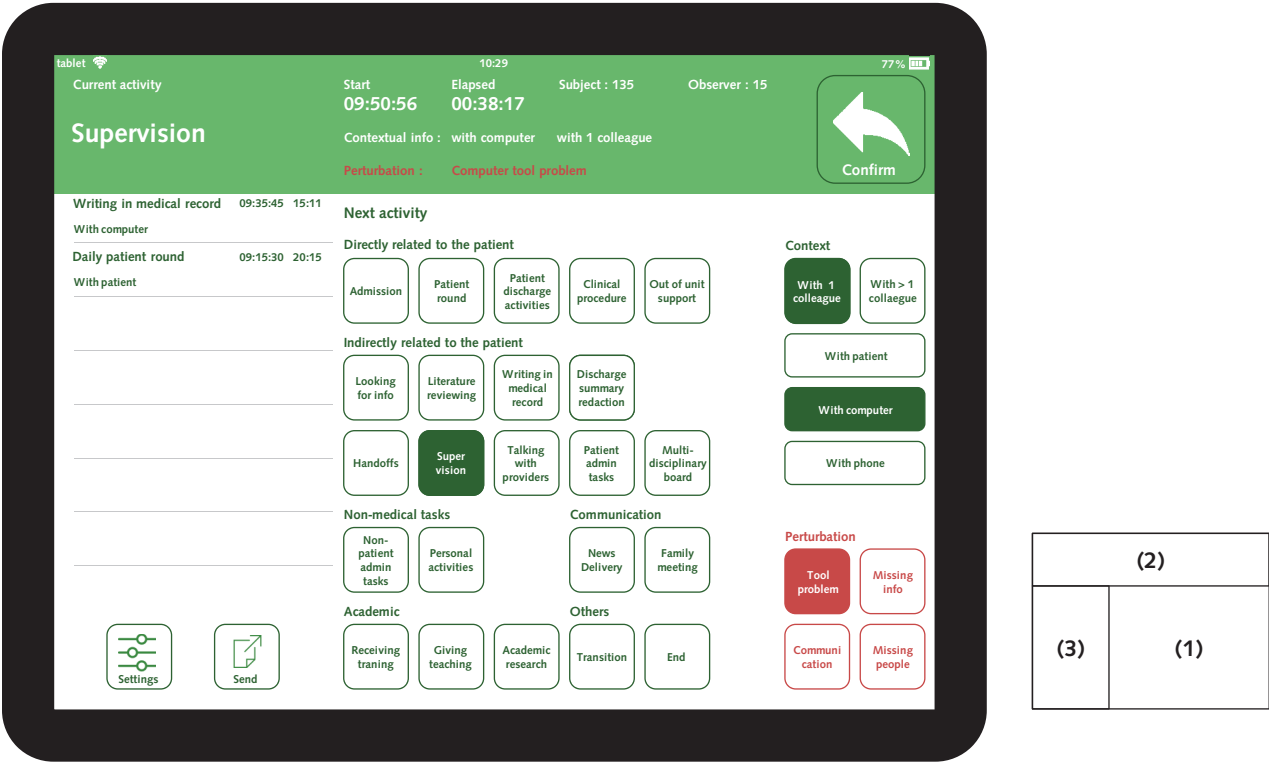 tablet 10:29 77%
Current activity
Supervision
Start Elapsed Subject : 135 Observer : 15
09:50:56 00:38:17
Contextual info : with computer with 1 colleague
Perturbation : Computer tool problem
Confirm
Writing in medical record 09:35:45 15:11
With computer
Daily patient round 09:15:30 20:15
With patient
Settings
Send
Next activity
Directly related to the patient
Admission
Patient
round
Patient
discharge
activities
Clinical
procedure
Out of unit
support
Indirectly related to the patient
Looking
for info
Literature
reviewing
Writing in
medical
record
Discharge
summary
redaction
Handoffs
Super
vision
Talking
with
providers
Patient
admin
tasks
Multi-
disciplinary
board
Non-medical tasks
Non-
patient
admin
tasks
Personal
activities
Communication
News
Delivery
Family
meeting
Academic
Receiving
traning
Giving
teaching
Academic
research
Others
Transition
End
Context
With 1
colleague
With > 1
collaegue
With patient
With computer
With phone
Perturbation
Tool
problem
Missing
info
Communi
cation
Missing
people
(2)
(3)
(1)